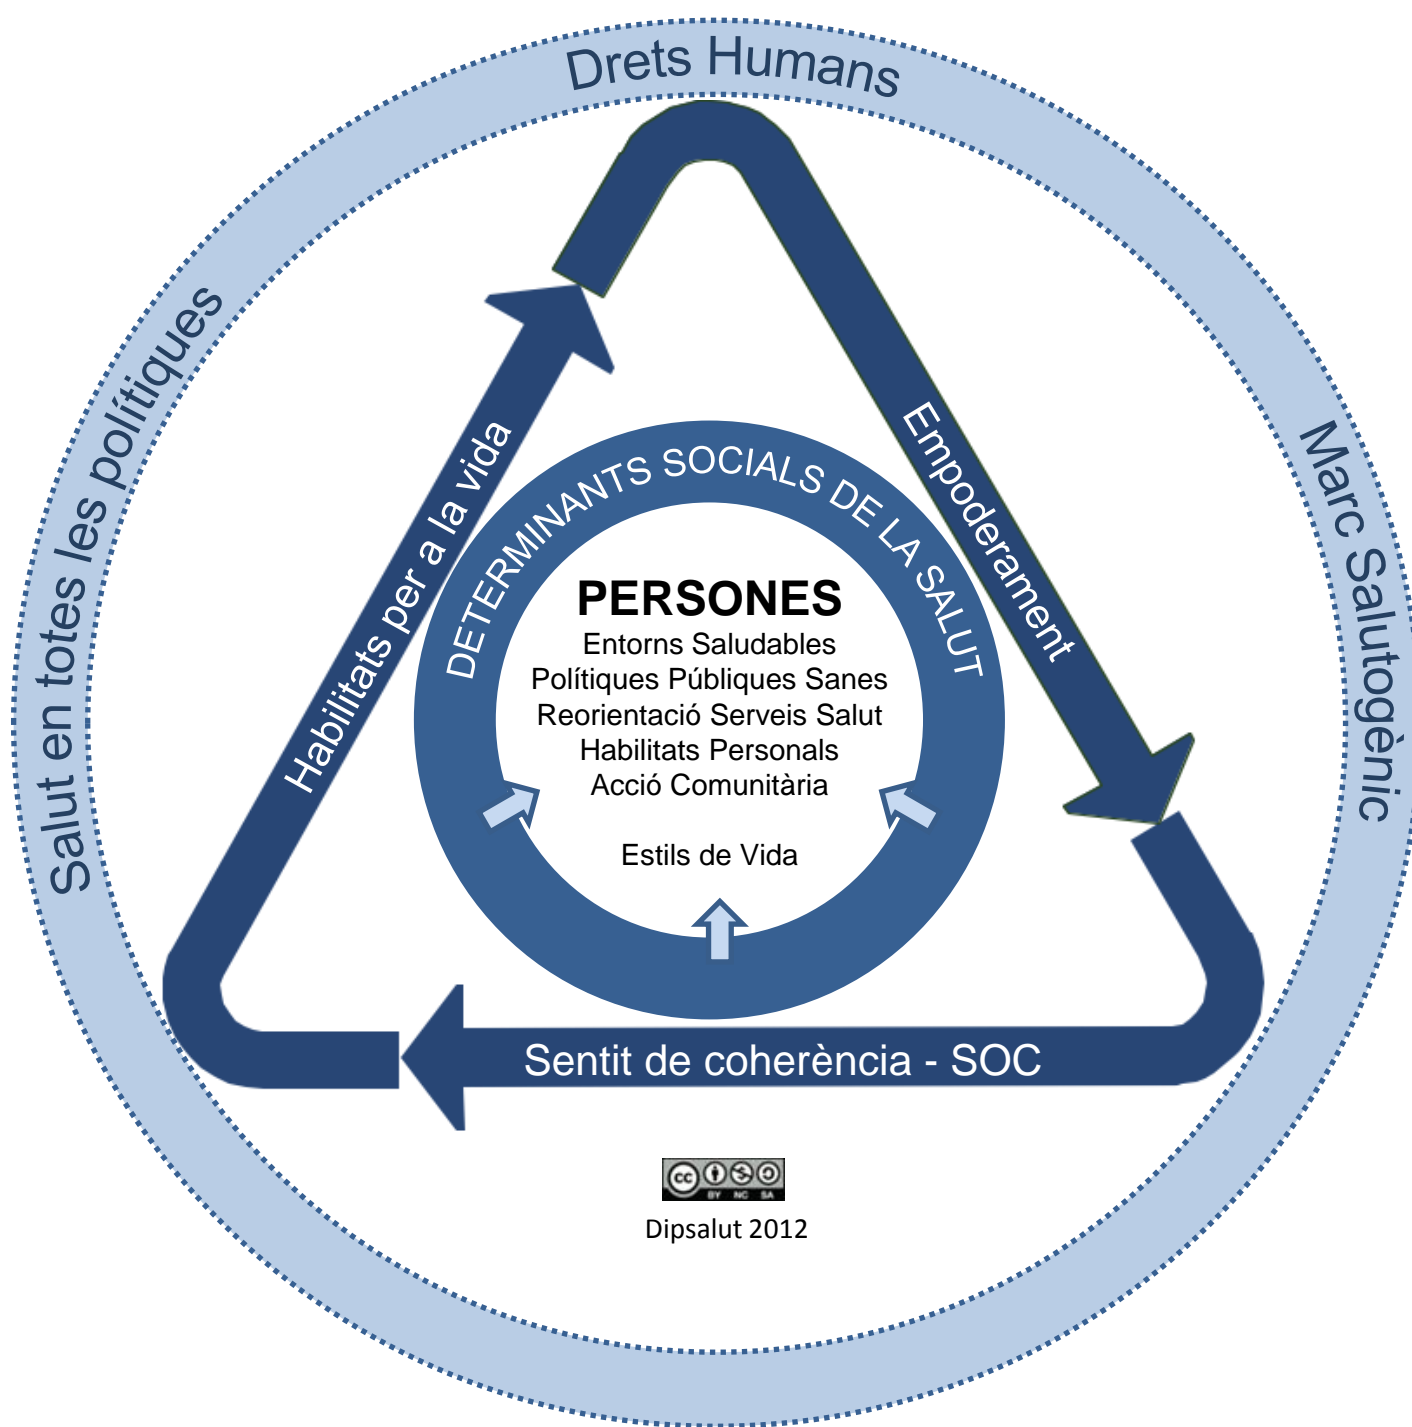 Drets Humans
Salut en totes les polítiques
Marc Salutogènic
Habilitats per a la vida
Empoderament
DETERMINANTS SOCIALS DE LA SALUT
PERSONES
Entorns Saludables
Polítiques Públiques Sanes
Reorientació Serveis Salut
Habilitats Personals
Acció Comunitària
Estils de Vida
Sentit de coherència - SOC
cc
BY NC SA
Dipsalut 2012